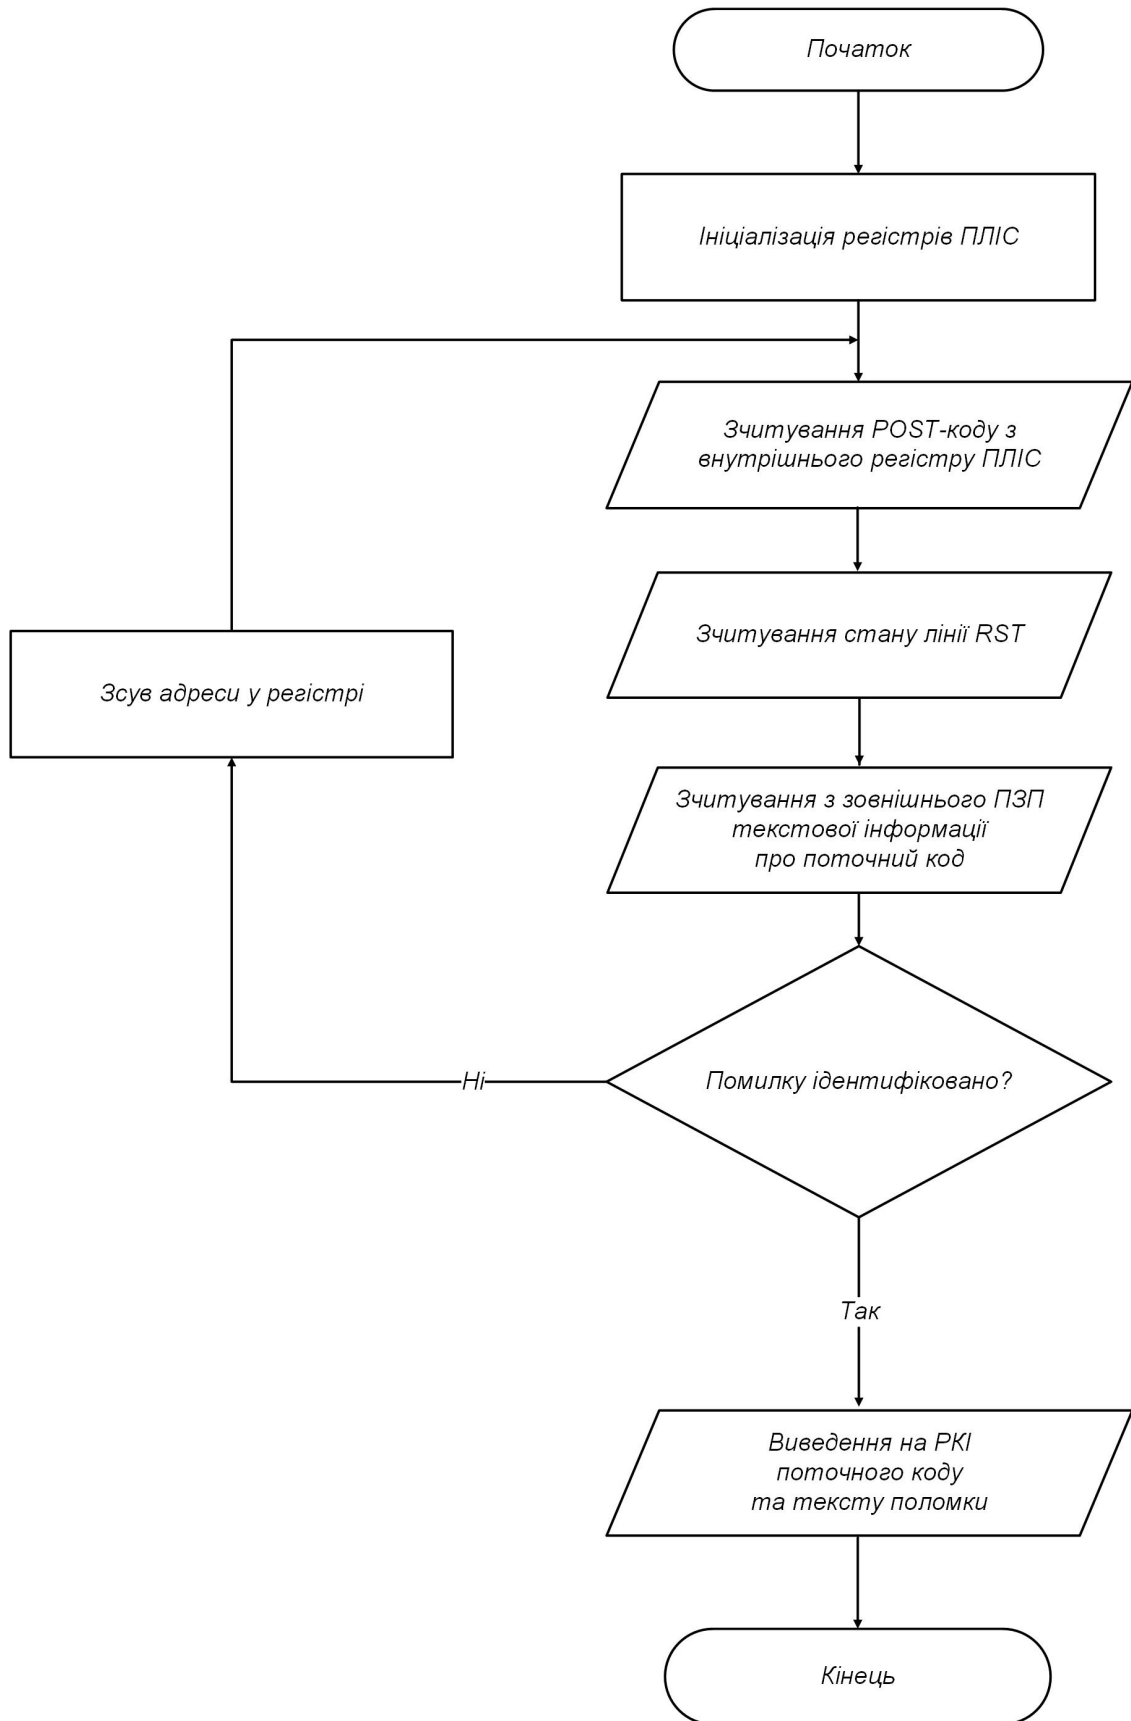 Початок
Ініціалізація регістрів ПЛІС
Зчитування POST-коду з
внутрішнього регістру ПЛІС
Зчитування стану лінії RST
Зсув адреси у регістрі
Зчитування з зовнішнього ПЗП
текстової інформації
про поточний код
Помилку ідентифіковано?
Ні
Так
Виведення на РКІ
поточного коду
та тексту поломки
Кінець